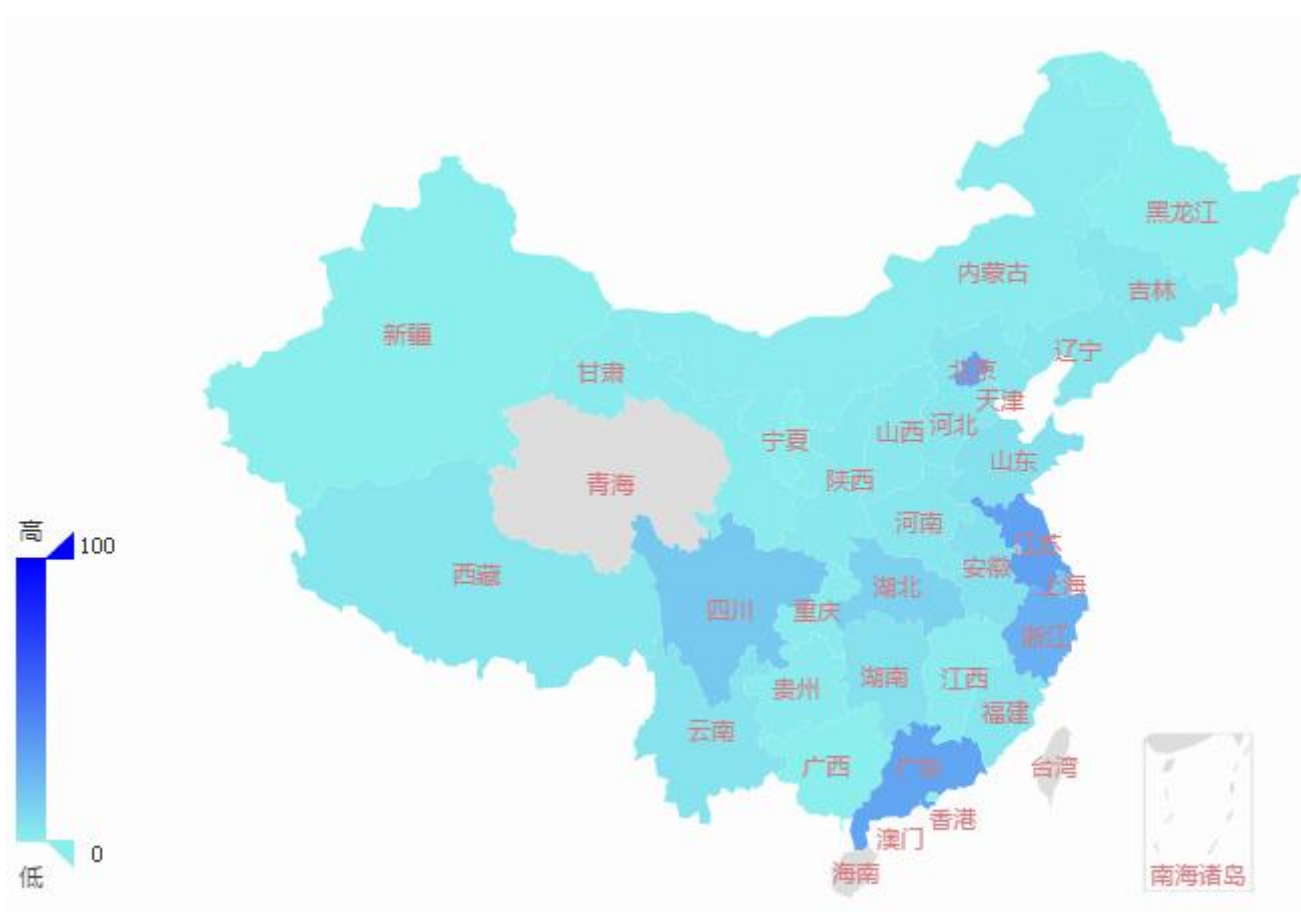 黑龙江
内蒙古
吉林
新疆
辽宁
北京
甘肃
天津
河北
山西
宁夏
山东
陕西
青海
河南
高
100
江苏
安徽
西藏
上海
湖北
四川
重庆
浙江
湖南
江西
贵州
福建
云南
广西
广东
台湾
香港
澳门
0
低
海南
南海诸岛